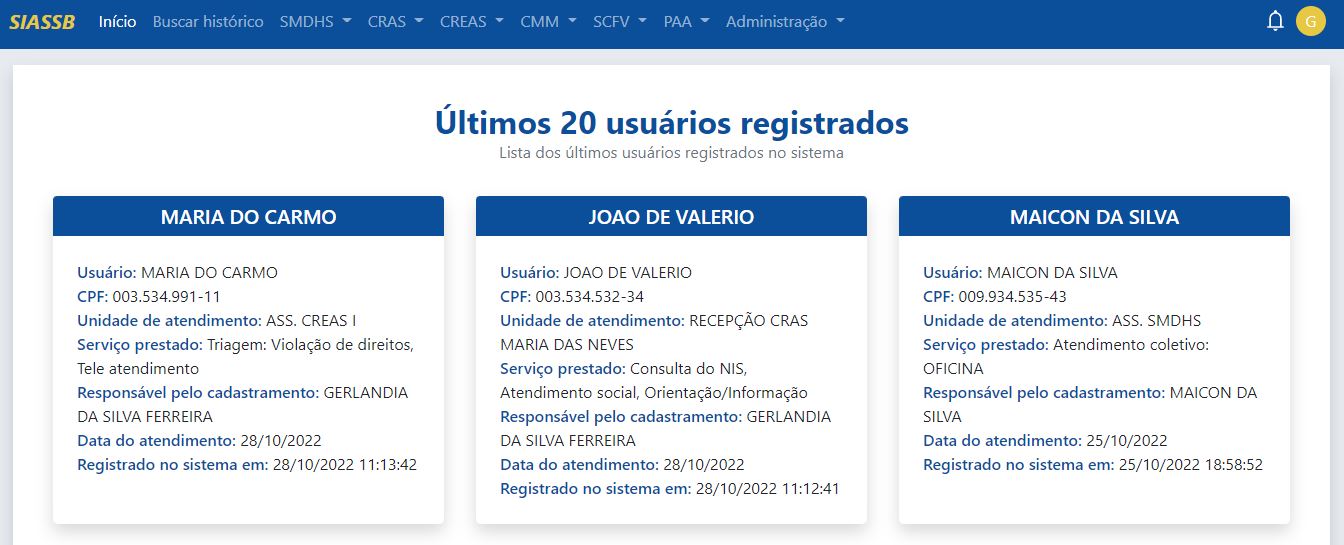 SIASSB Início Buscar histórico SMDHS CRAS CREAS CMM SCFV PAA Administração G
Últimos 20 usuários registrados
Lista dos últimos usuários registrados no sistema
MARIA DO CARMO
Usuário: MARIA DO CARMO
CPF: 003.534.991-11
Unidade de atendimento: ASS. CREAS I
Serviço prestado: Triagem: Violação de direitos,
Tele atendimento
Responsável pelo cadastramento: GERLANDIA
DA SILVA FERREIRA
Data do atendimento: 28/10/2022
Registrado no sistema em: 28/10/2022 11:13:42
JOAO DE VALERIO
Usuário: JOAO DE VALERIO
CPF: 003.534.532-34
Unidade de atendimento: RECEPÇÃO CRAS
MARIA DAS NEVES
Serviço prestado: Consulta do NIS,
Atendimento social, Orientação/Informação
Responsável pelo cadastramento: GERLANDIA
DA SILVA FERREIRA
Data do atendimento: 28/10/2022
Registrado no sistema em: 28/10/2022 11:12:41
MAICON DA SILVA
Usuário: MAICON DA SILVA
CPF: 009.934.535-43
Unidade de atendimento: ASS. SMDHS
Serviço prestado: Atendimento coletivo:
OFICINA
Responsável pelo cadastramento: MAICON DA
SILVA
Data do atendimento: 25/10/2022
Registrado no sistema em: 25/10/2022 18:58:52